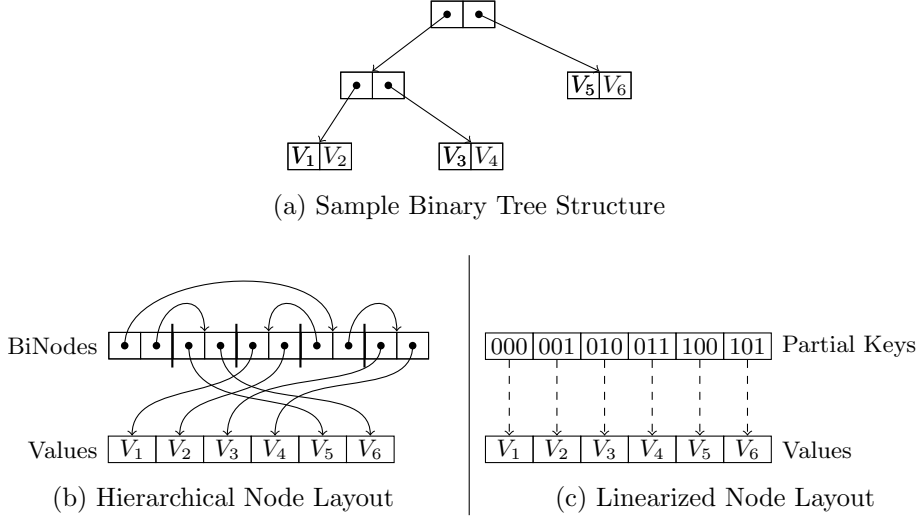 V5 V6
V1 V2 V3 V4
(a) Sample Binary Tree Structure
BiNodes
000 001 010 011 100 101 Partial Keys
Values V1 V2 V3 V4 V5 V6
V1 V2 V3 V4 V5 V6 Values
(b) Hierarchical Node Layout
(c) Linearized Node Layout